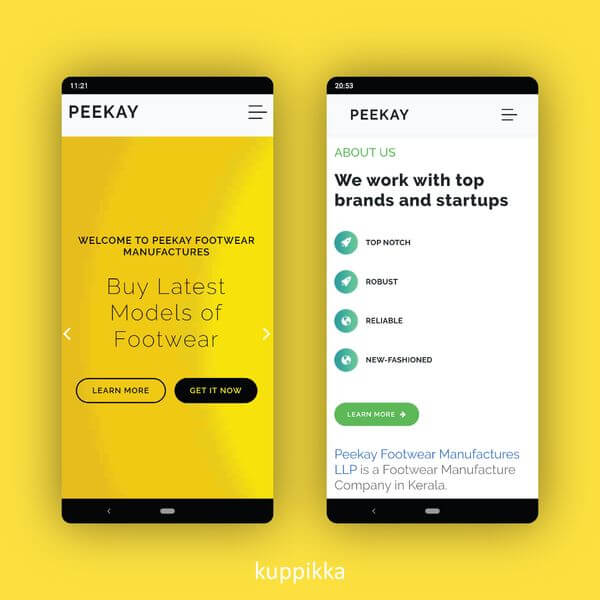 11:21
PEEKAY
WELCOME TO PEEKAY FOOTWEAR
MANUFACTURES
Buy Latest
Models of
Footwear
LEARN MORE
GET IT NOW
20:53
PEEKAY
ABOUT US
We work with top
brands and startups
TOP NOTCH
ROBUST
RELIABLE
NEW-FASHIONED
LEARN MORE
Peekay Footwear Manufactures
LLP is a Footwear Manufacture
Company in Kerala.
kuppikka